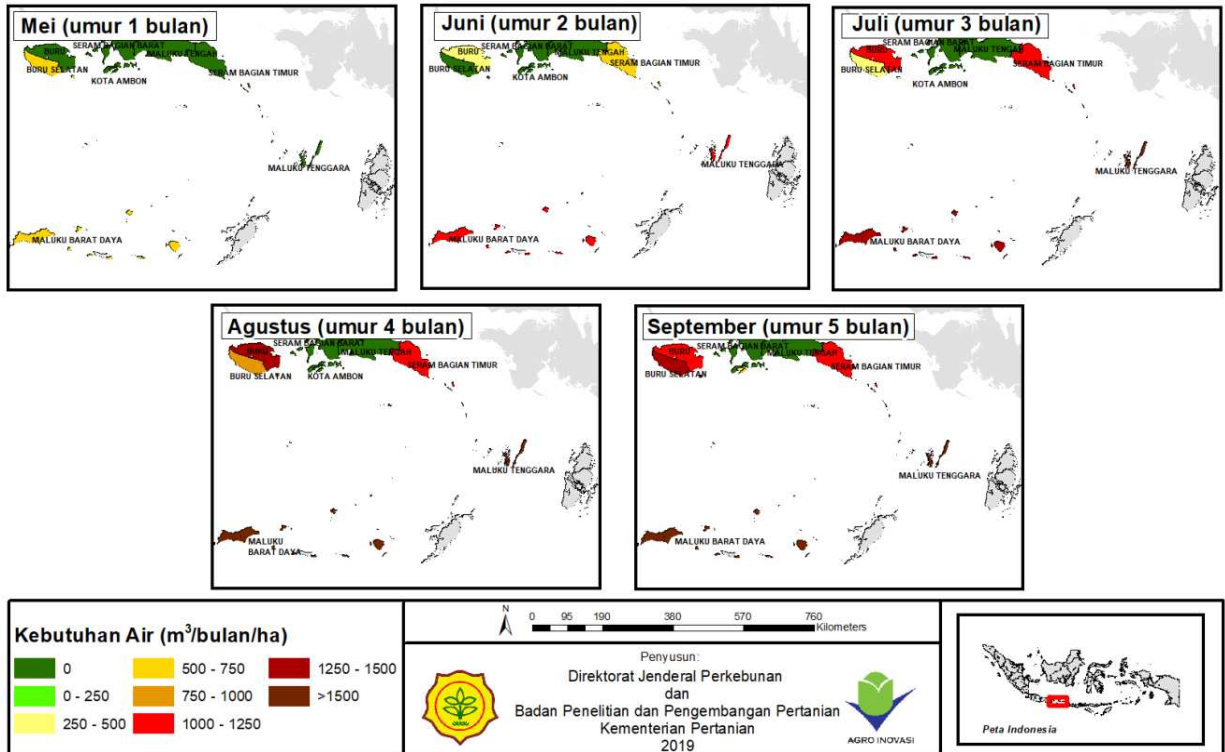 Mei (umur 1 bulan)
SERAM BAGIAN BARAT
BURU
MALUKU TENGAH
BURU SELATAN
SERAM BAGIAN TIMUR
KOTA AMBON
MALUKU TENGGARA
MALUKU BARAT DAYA
Juni (umur 2 bulan)
SERAM BAGIAN BARAT
BURU
MALUKU TENGAH
BURU SELATAN
SERAM BAGIAN TIMUR
KOTA AMBON
MALUKU TENGGARA
MALUKU BARAT DAYA
Juli (umur 3 bulan)
SERAM BAGIAN BARAT
BURU
MALUKU TENGAH
BURU SELATAN
SERAM BAGIAN TIMUR
KOTA AMBON
MALUKU TENGGARA
MALUKU BARAT DAYA
Agustus (umur 4 bulan)
SERAM BAGIAN BARAT
BURU
MALUKU TENGAH
BURU SELATAN
SERAM BAGIAN TIMUR
KOTA AMBON
MALUKU TENGGARA
MALUKU
BARAT DAYA
September (umur 5 bulan)
SERAM BAGIAN BARAT
BURU
MALUKU TENGAH
BURU SELATAN
SERAM BAGIAN TIMUR
MALUKU TENGGARA
MALUKU BARAT DAYA
Kebutuhan Air (m³/bulan/ha)
0
0 - 250
250 - 500
500 - 750
750 - 1000
1000 - 1250
1250 - 1500
>1500
N
0 95 190 380 570 760
Kilometers
Penyusun:
Direktorat Jenderal Perkebunan
dan
Badan Penelitian dan Pengembangan Pertanian
Kementerian Pertanian
2019
AGRO INOVASI
Peta Indonesia